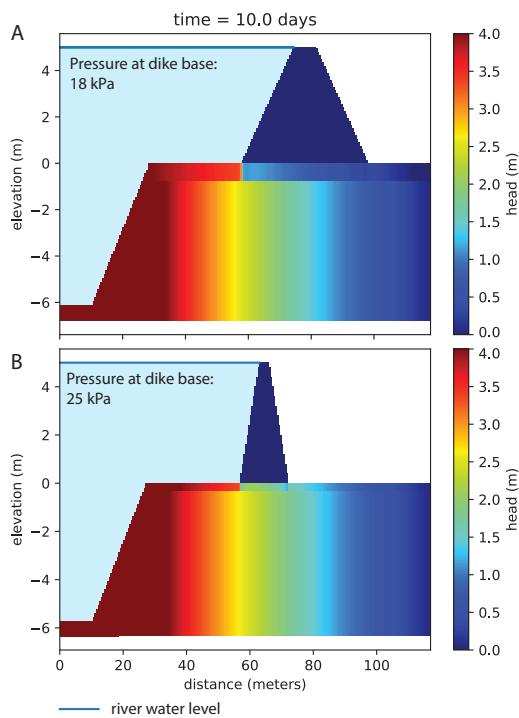 time = 10.0 days
A
Pressure at dike base:
18 kPa
elevation (m)
4
2
0
−2
−4
−6
4.0
3.5
3.0
2.5
2.0
1.5
1.0
0.5
0.0
head (m)
B
Pressure at dike base:
25 kPa
elevation (m)
4
2
0
−2
−4
−6
0
20
40
60
80
100
distance (meters)
4.0
3.5
3.0
2.5
2.0
1.5
1.0
0.5
0.0
head (m)
river water level